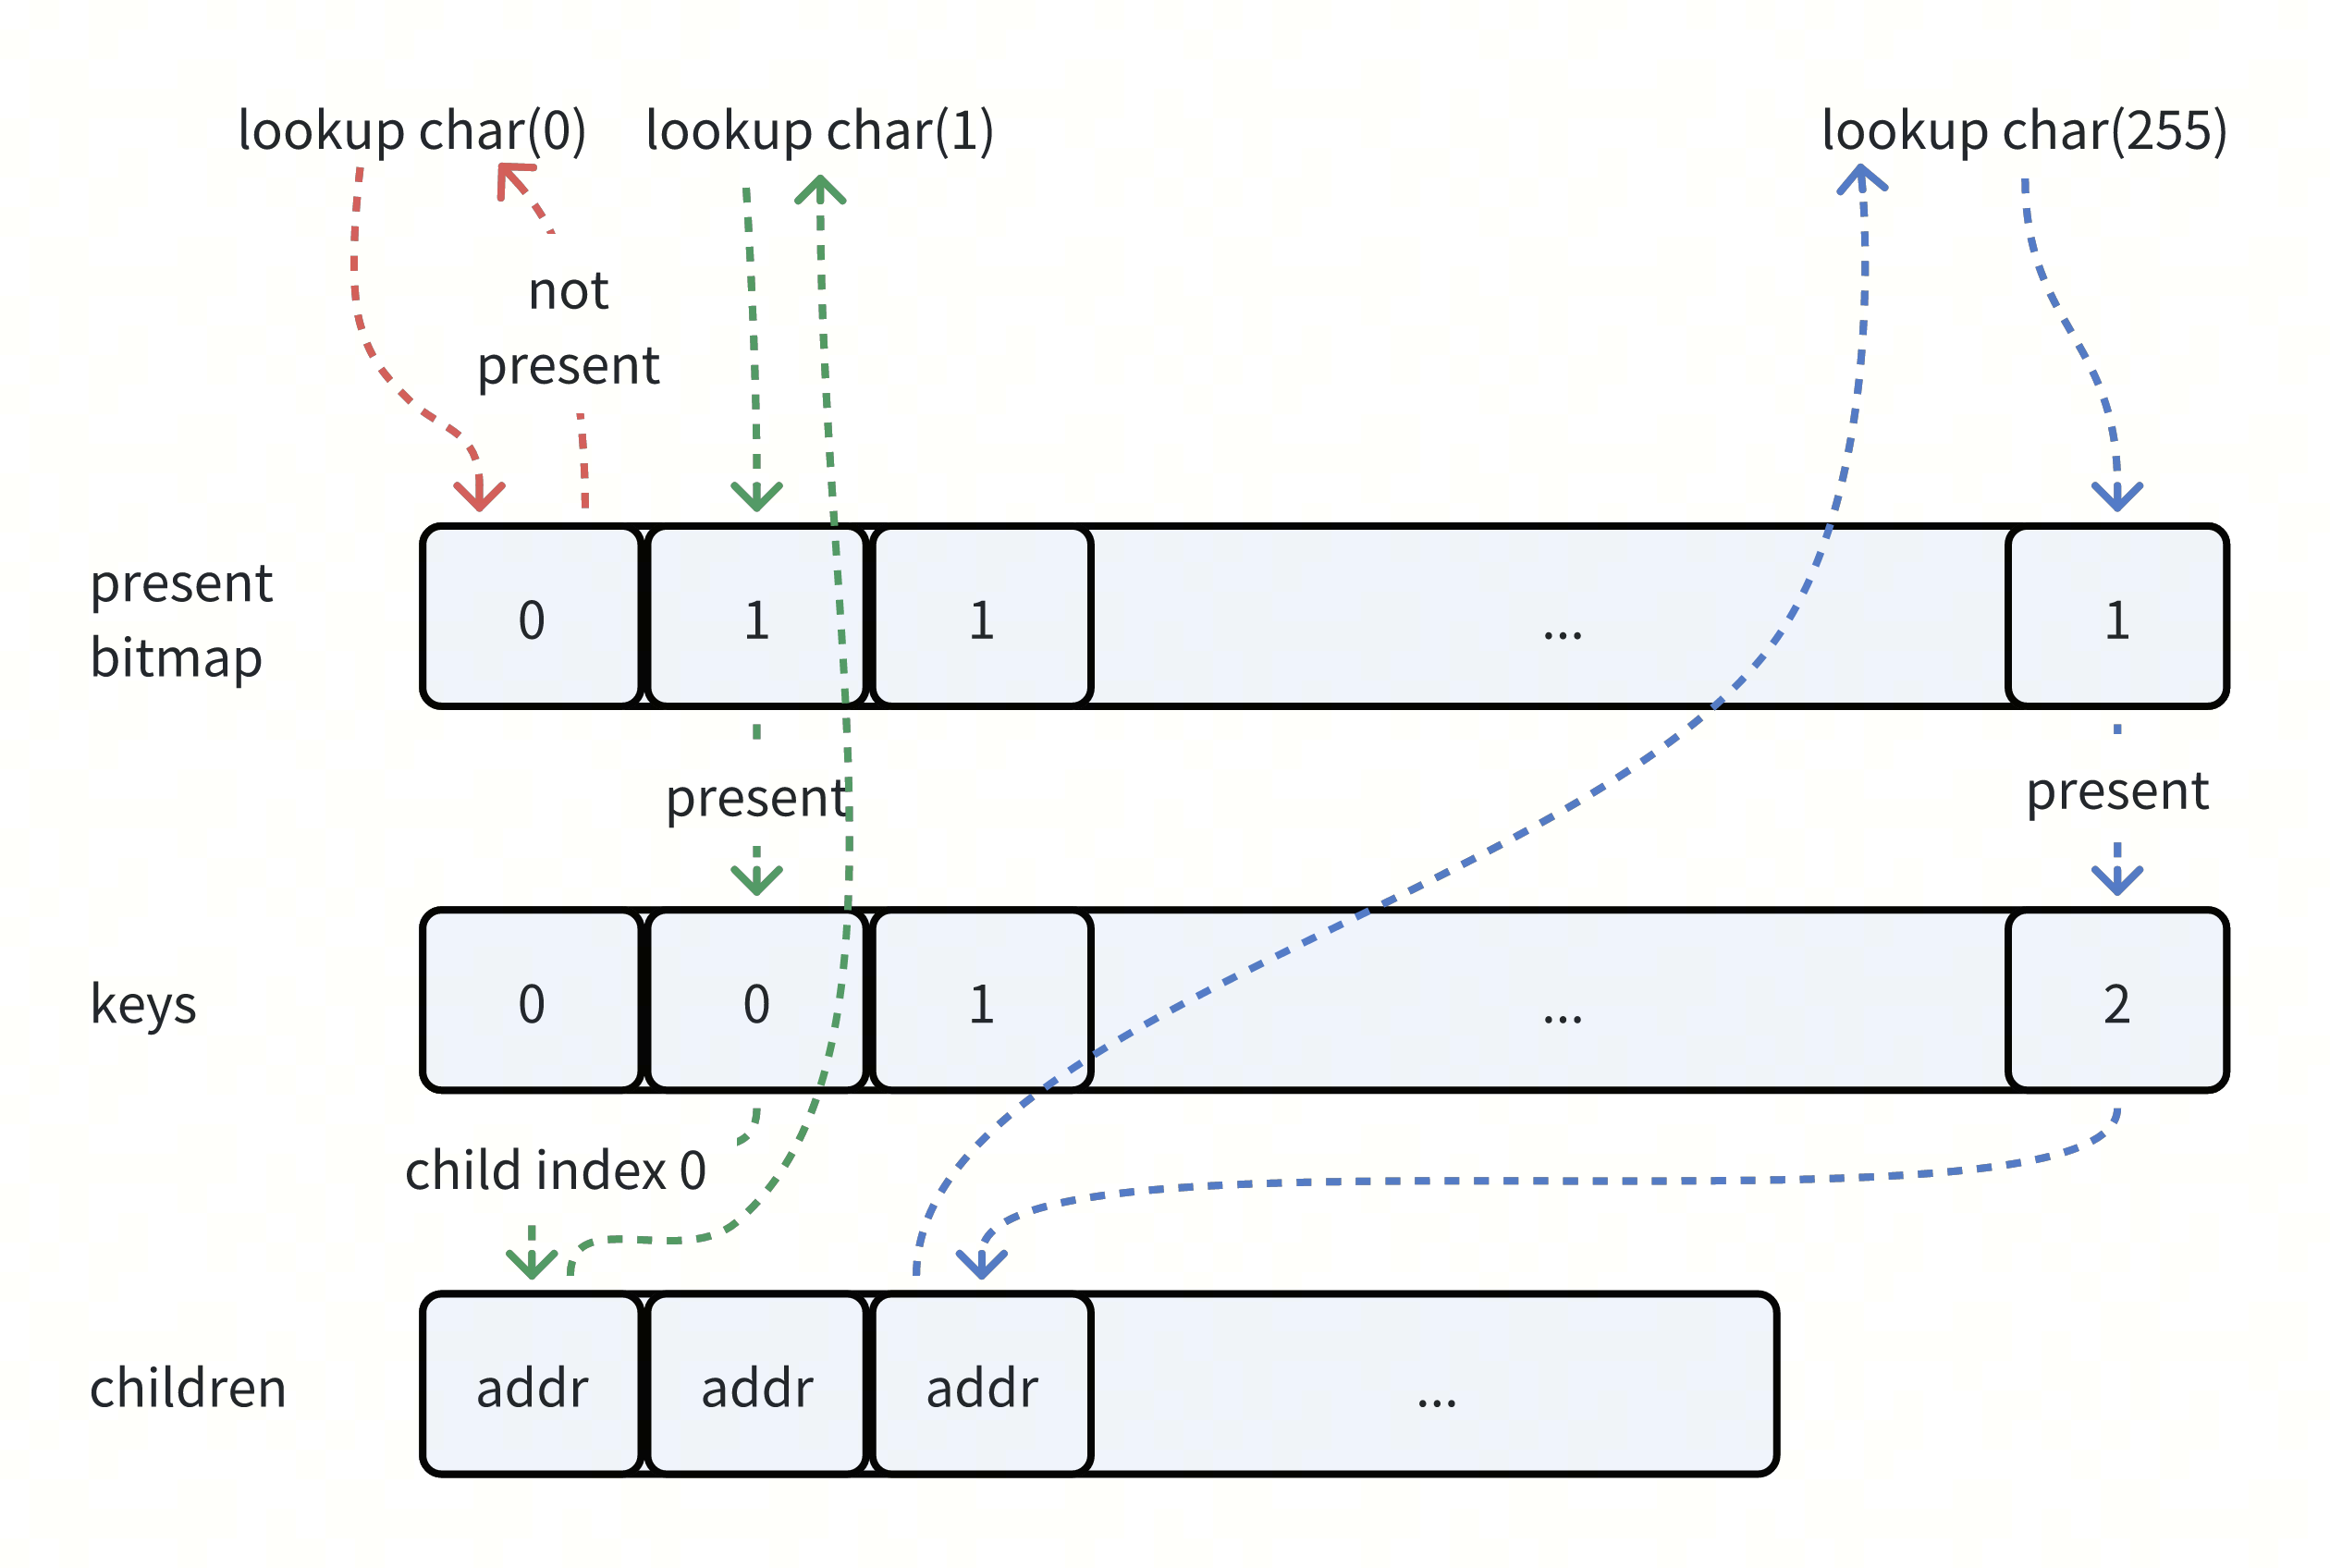 lookup char(0)
lookup char(1)
lookup char(255)
not
present
present
bitmap
0
1
1
...
1
present
present
keys
0
0
1
...
2
child index 0
children
addr
addr
addr
...